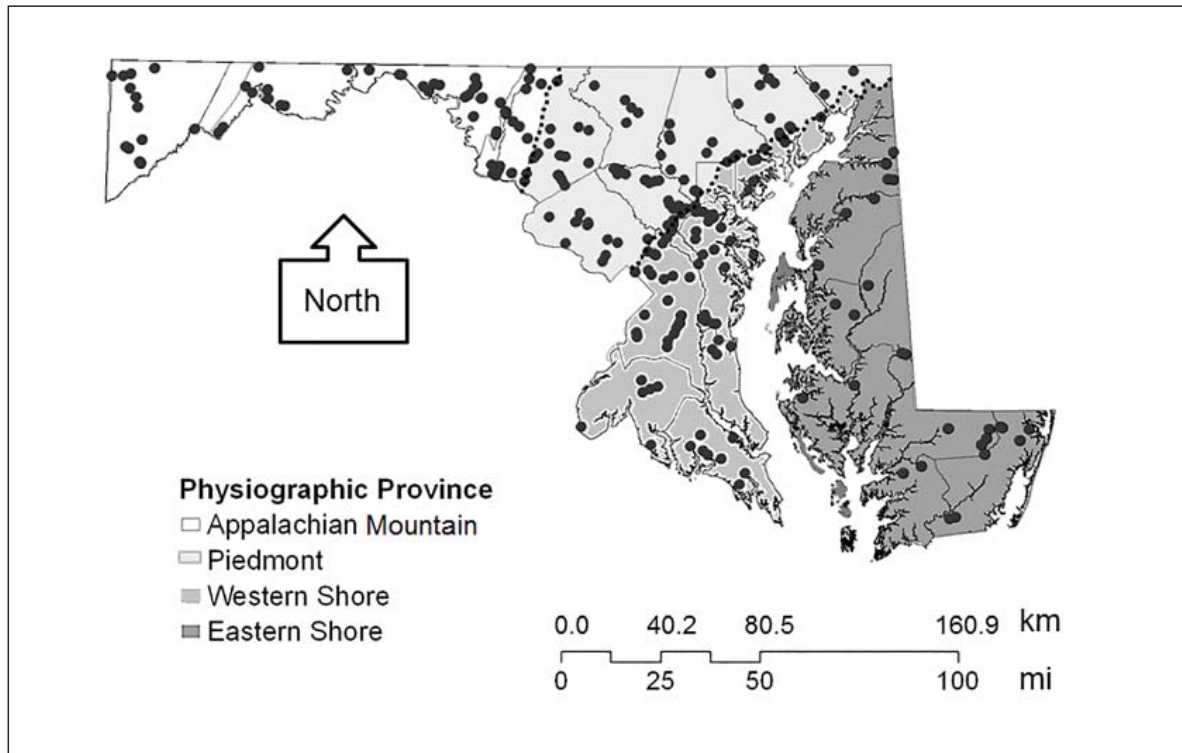 North
Physiographic Province
Appalachian Mountain
Piedmont
Western Shore
Eastern Shore
0.0 40.2 80.5 160.9 km
0 25 50 100 mi